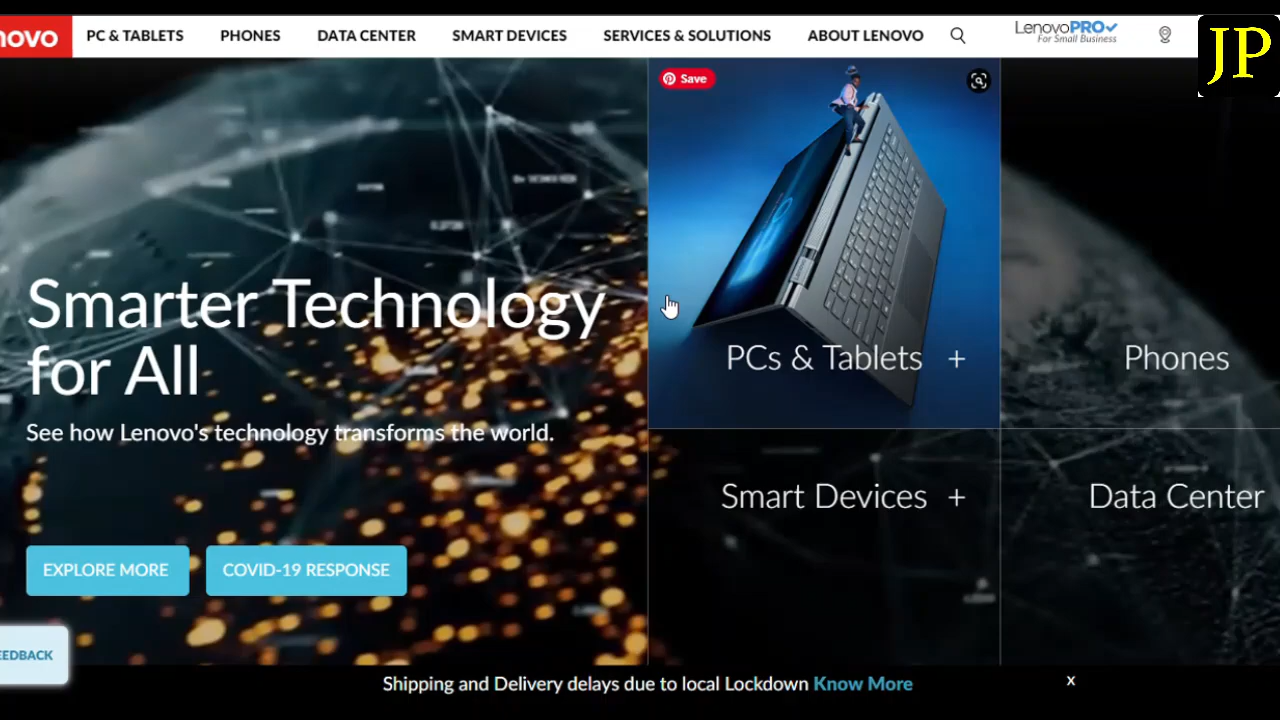 novo
PC & TABLETS
PHONES
DATA CENTER
SMART DEVICES
SERVICES & SOLUTIONS
ABOUT LENOVO
LenovoPRO
For Small Business
JP
Save
Smarter Technology
for All
See how Lenovo's technology transforms the world.
EXPLORE MORE
COVID-19 RESPONSE
PCs & Tablets +
Phones
Smart Devices +
Data Center
EEDBACK
Shipping and Delivery delays due to local Lockdown Know More
x